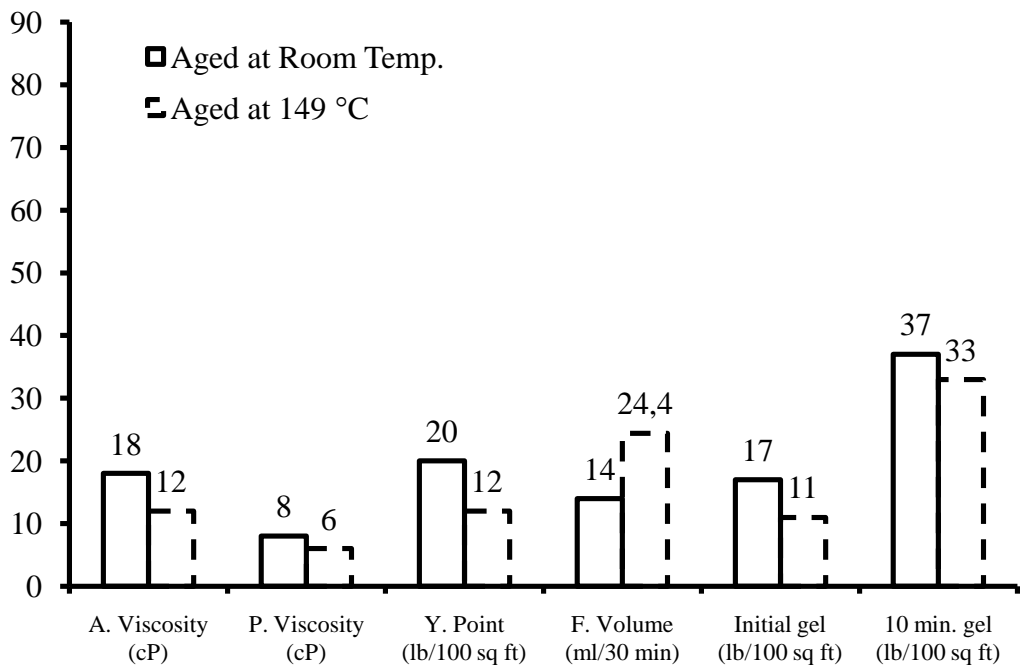 90
80
70
60
50
40
30
20
10
0
Aged at Room Temp.
Aged at 149 °C
18
12
8
6
20
12
14
24,4
17
11
37
33
A. Viscosity
(cP)
P. Viscosity
(cP)
Y. Point
(lb/100 sq ft)
F. Volume
(ml/30 min)
Initial gel
(lb/100 sq ft)
10 min. gel
(lb/100 sq ft)